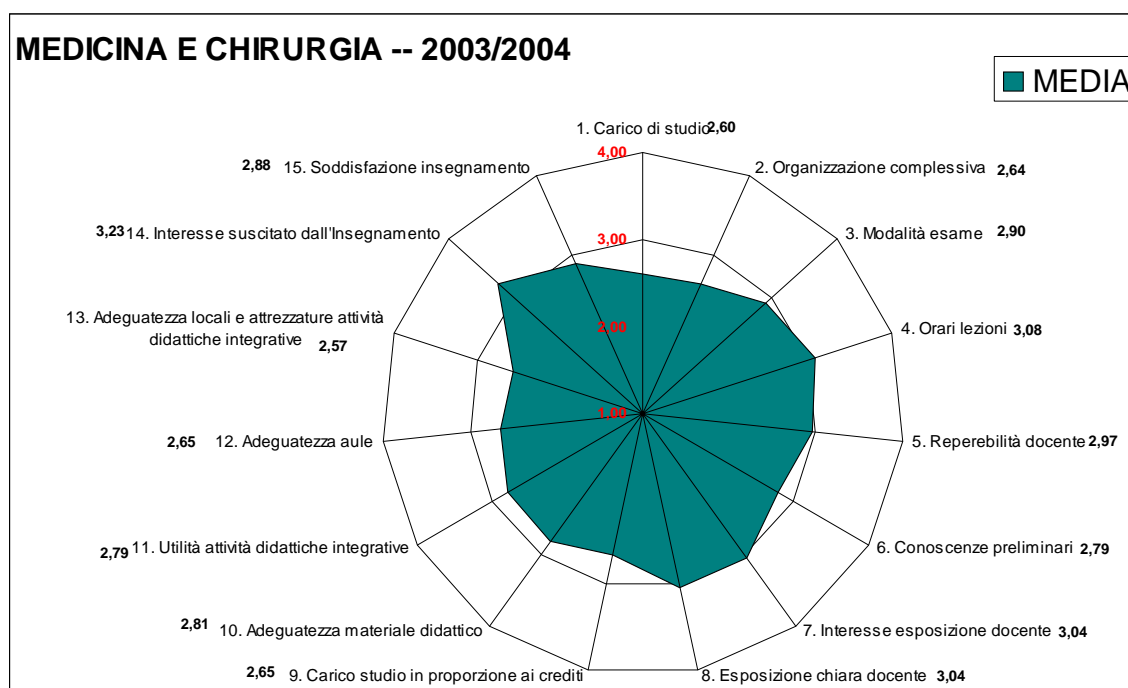 MEDICINA E CHIRURGIA -- 2003/2004
MEDIA
1. Carico di studio 2,60
4,00
2,88 15. Soddisfazione insegnamento
2. Organizzazione complessiva 2,64
3,23 14. Interesse suscitato dall'Insegnamento
3,00
3. Modalità esame 2,90
13. Adeguatezza locali e attrezzature attività
didattiche integrative 2,57
2,00
4. Orari lezioni 3,08
1,00
2,65 12. Adeguatezza aule
5. Reperebilità docente 2,97
2,79 11. Utilità attività didattiche integrative
6. Conoscenze preliminari 2,79
2,81 10. Adeguatezza materiale didattico
7. Interesse esposizione docente 3,04
2,65 9. Carico studio in proporzione ai crediti
8. Esposizione chiara docente 3,04